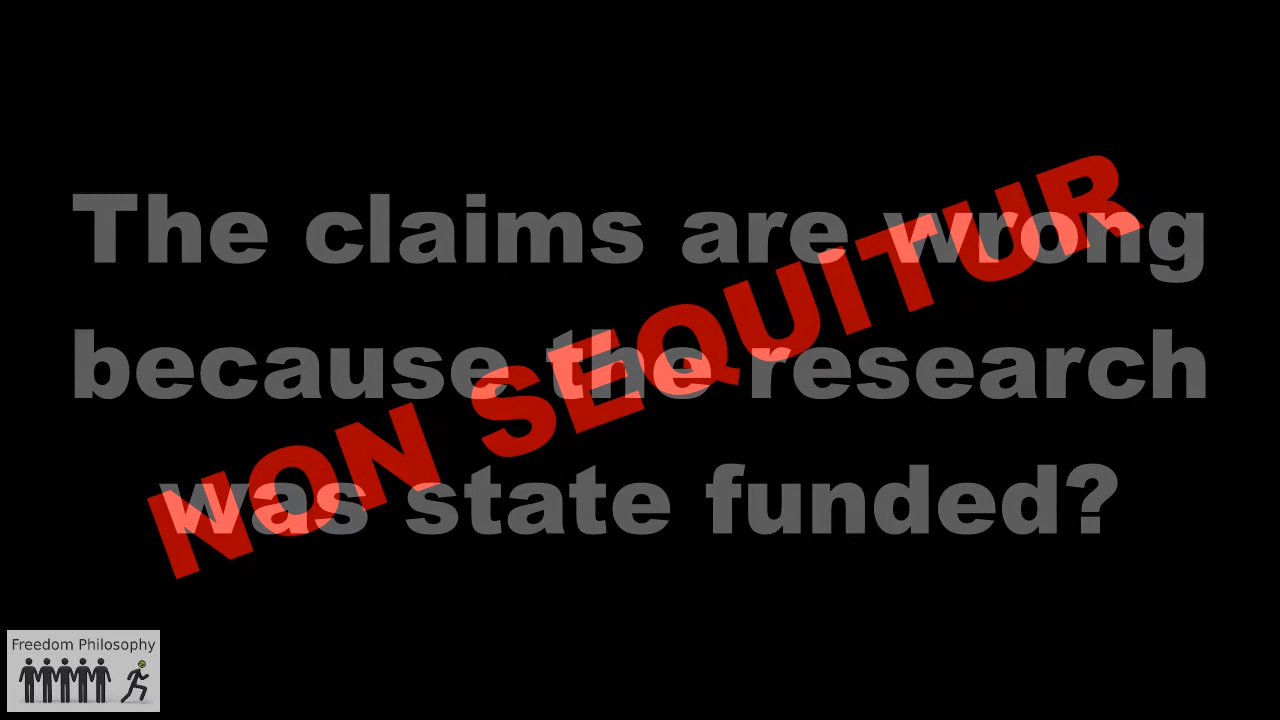 The claims are wrong
because the research
was state funded?
NON SEQUITUR
Freedom Philosophy